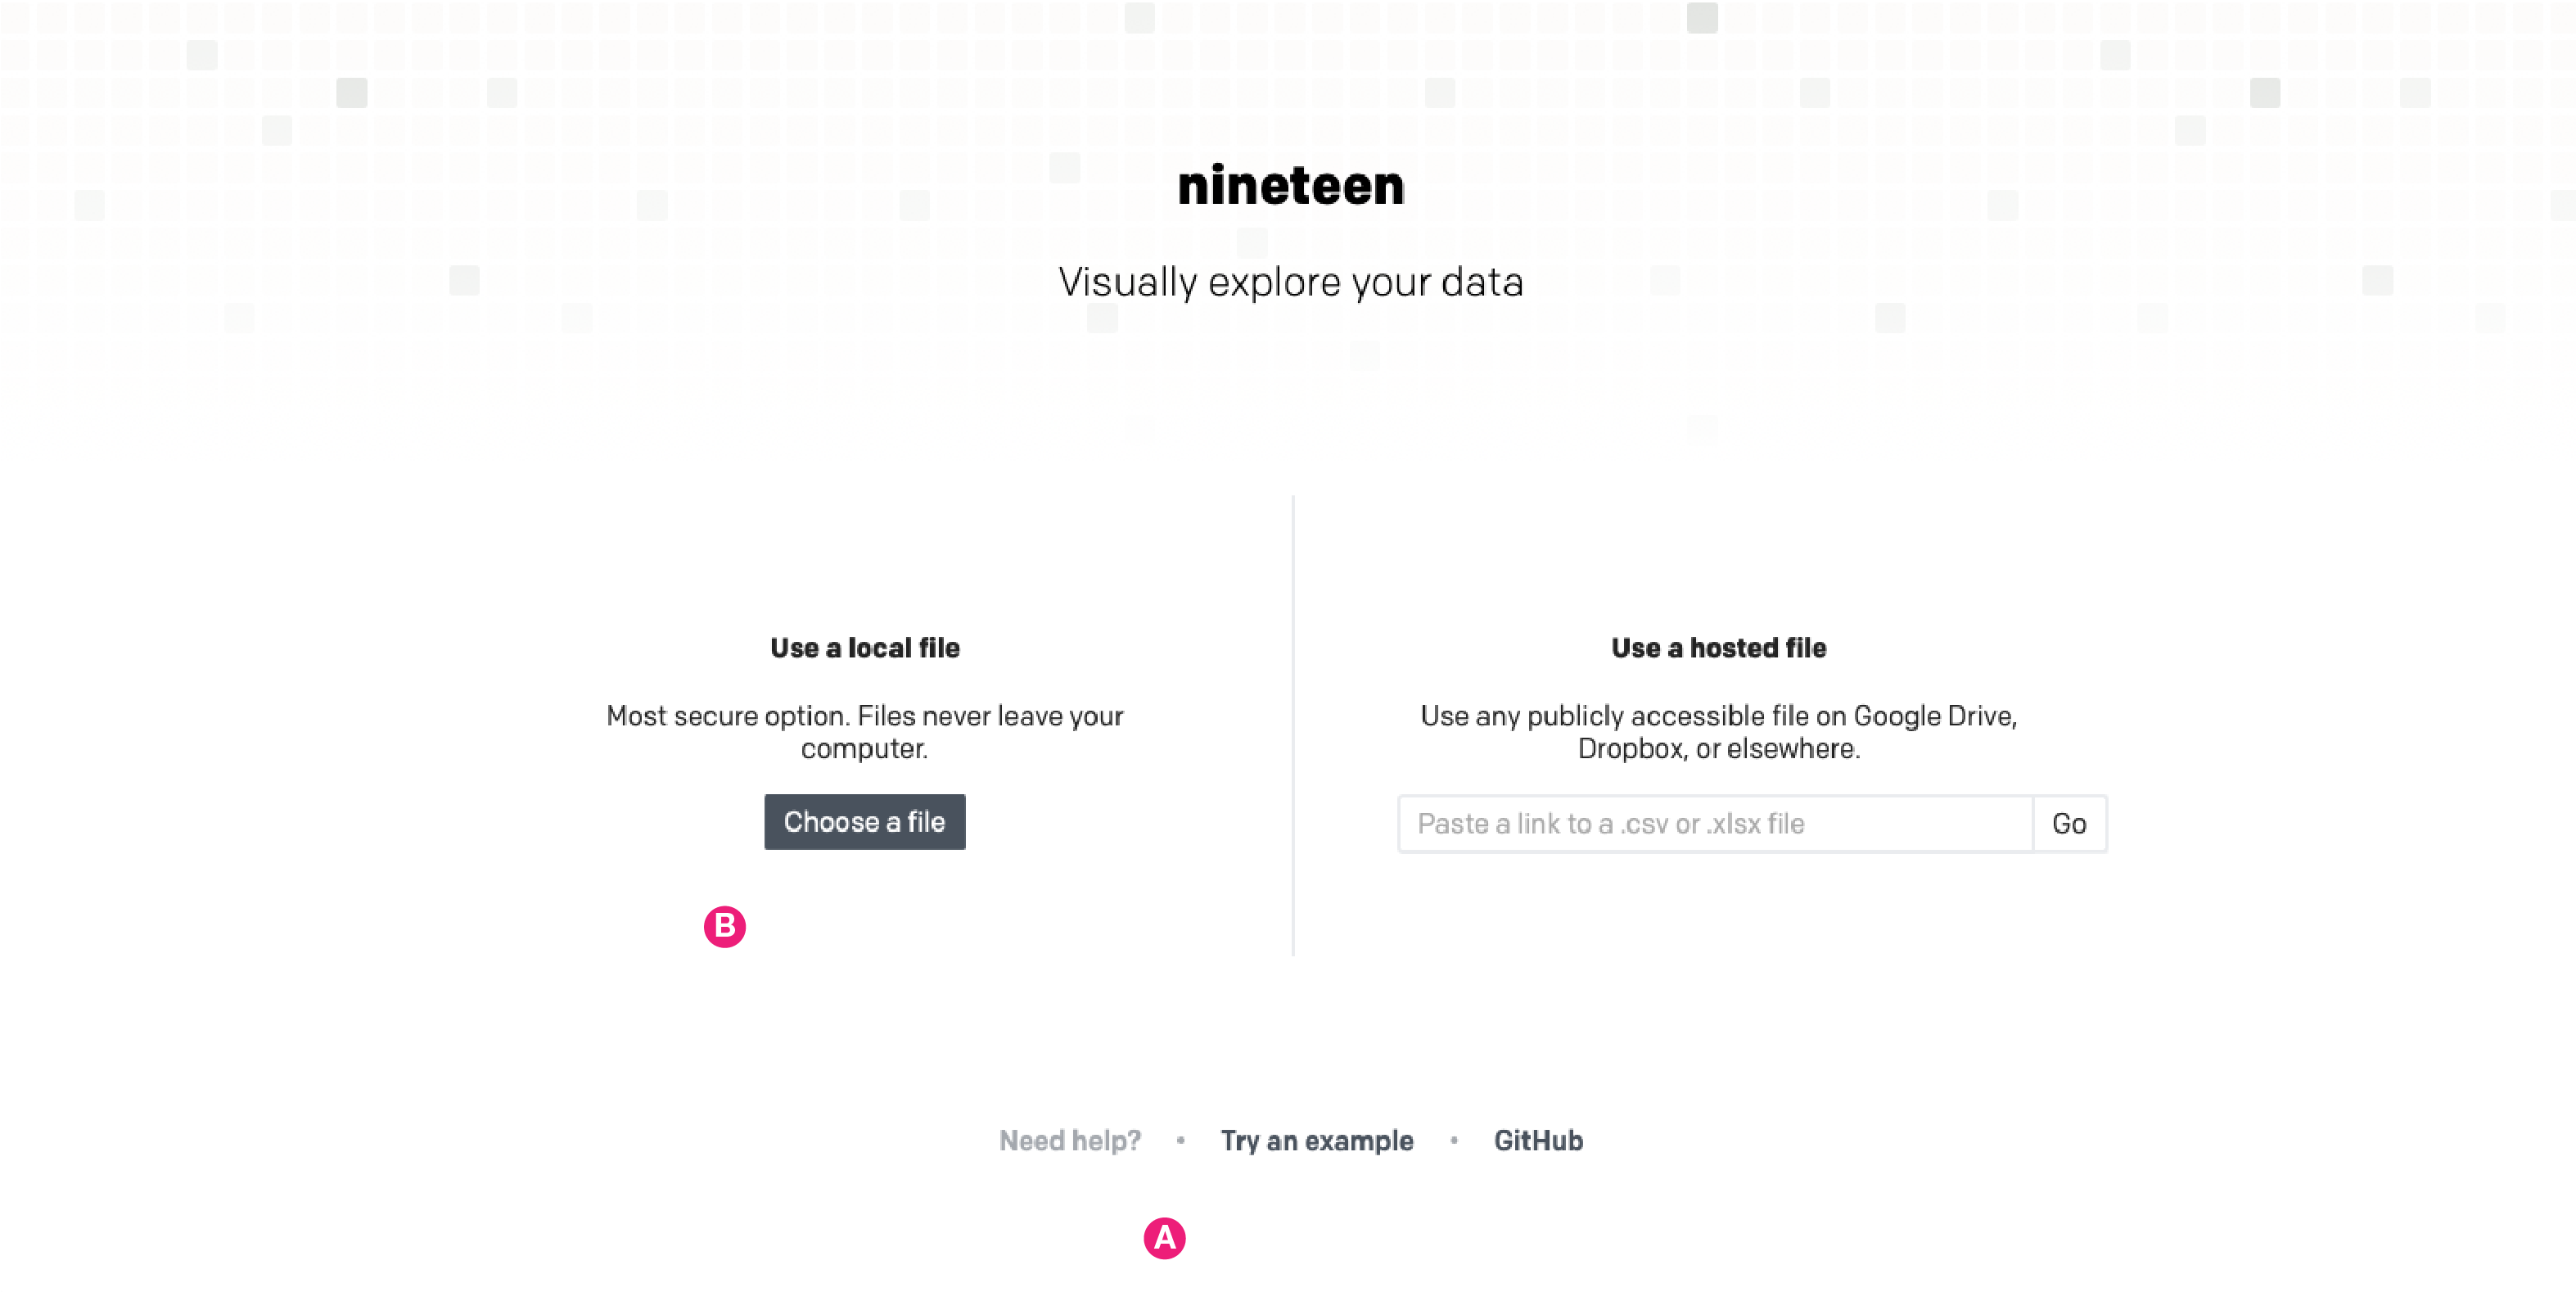 nineteen
Visually explore your data
Use a local file
Most secure option. Files never leave your
computer.
Choose a file
B
Use a hosted file
Use any publicly accessible file on Google Drive,
Dropbox, or elsewhere.
Paste a link to a .csv or .xlsx file
Go
Need help? • Try an example • GitHub
A